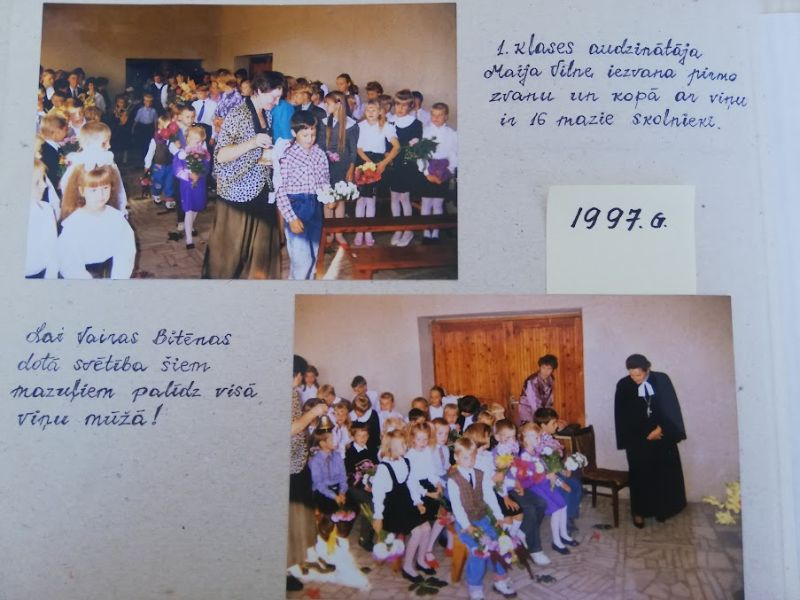 1. klases audzinātāja
Maija Vilne iezvana pirmo
zvanu un kopā ar viņu
ir 16 mazie skolnieki.
1997. G.
Lai Vairas Bitēnas
dotā svētība šiem
mazuļiem palīdz visā
viņu mūžā!